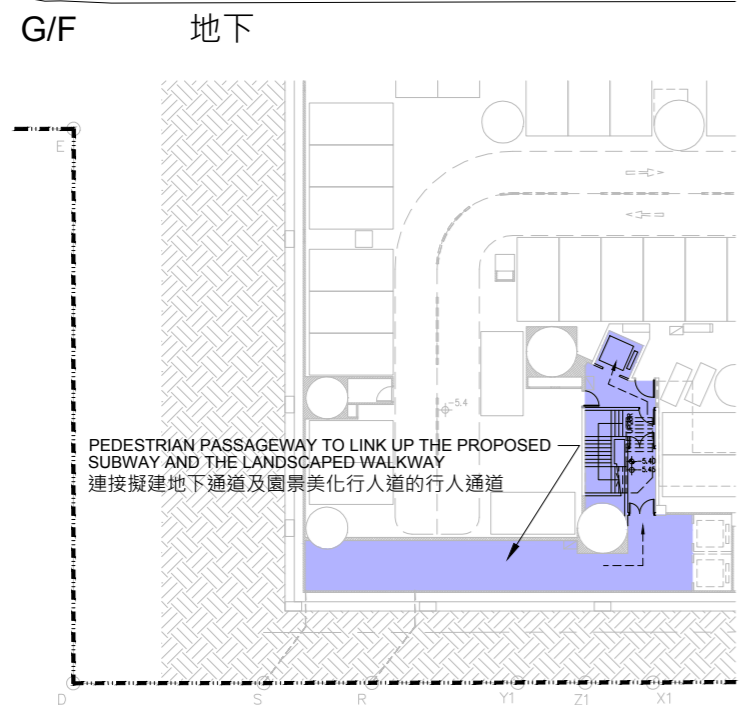 G/F 地下
E
-5.4
PEDESTRIAN PASSAGEWAY TO LINK UP THE PROPOSED
SUBWAY AND THE LANDSCAPED WALKWAY
連接擬建地下通道及園景美化行人道的行人通道
-5.40
-5.45
D S R Y1 Z1 X1